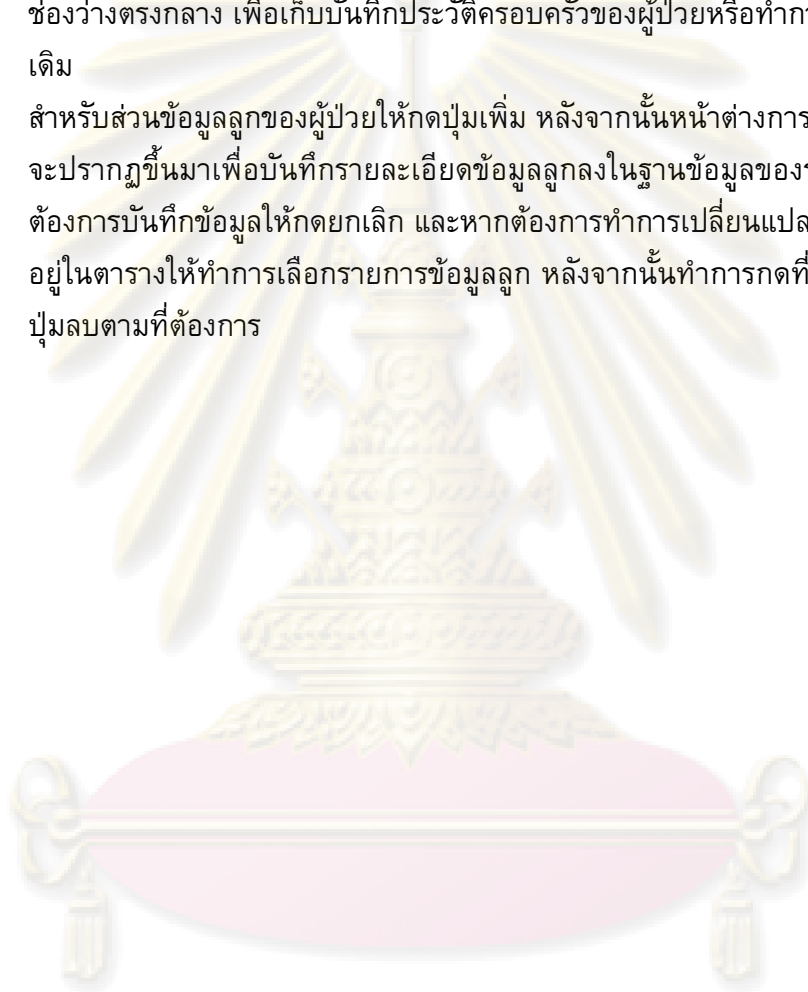 ช่องว่างตรงกลาง เพื่อเก็บบันทึกประวัติครอบครัวของผู้ป่วยหรือทำกา
เดิม
สำหรับส่วนข้อมูลลูกของผู้ป่วยให้กดปุ่มเพิ่ม หลังจากนั้นหน้าต่างการ
จะปรากฏขึ้นมาเพื่อบันทึกรายละเอียดข้อมูลลูกลงในฐานข้อมูลของ
ต้องการบันทึกข้อมูลให้กดยกเลิก และหากต้องการทำการเปลี่ยนแปล
อยู่ในตารางให้ทำการเลือกรายการข้อมูลลูก หลังจากนั้นทำการกดที่
ปุ่มลบตามที่ต้องการ